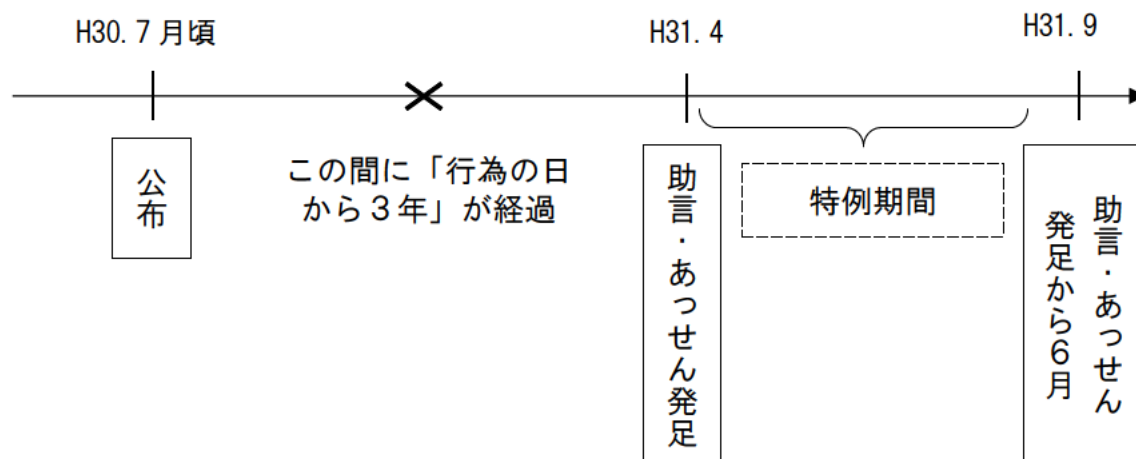 H30.7月頃
H31.4
H31.9
公布
この間に「行為の日
から３年」が経過
助言・あっせん発足
特例期間
助言・あっせん
発足から６月